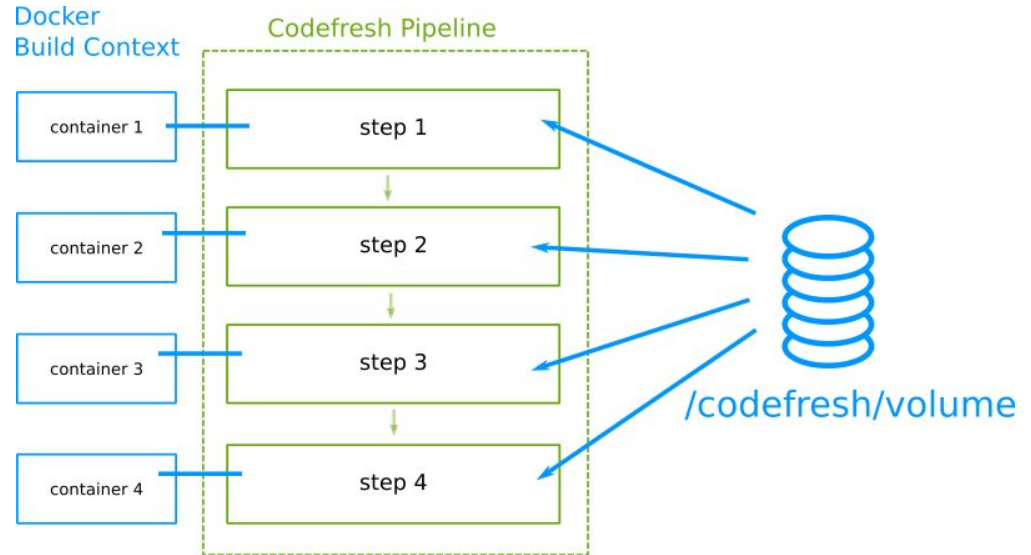 Docker
Build Context
Codefresh Pipeline
container 1
step 1
container 2
step 2
container 3
step 3
/codefresh/volume
container 4
step 4